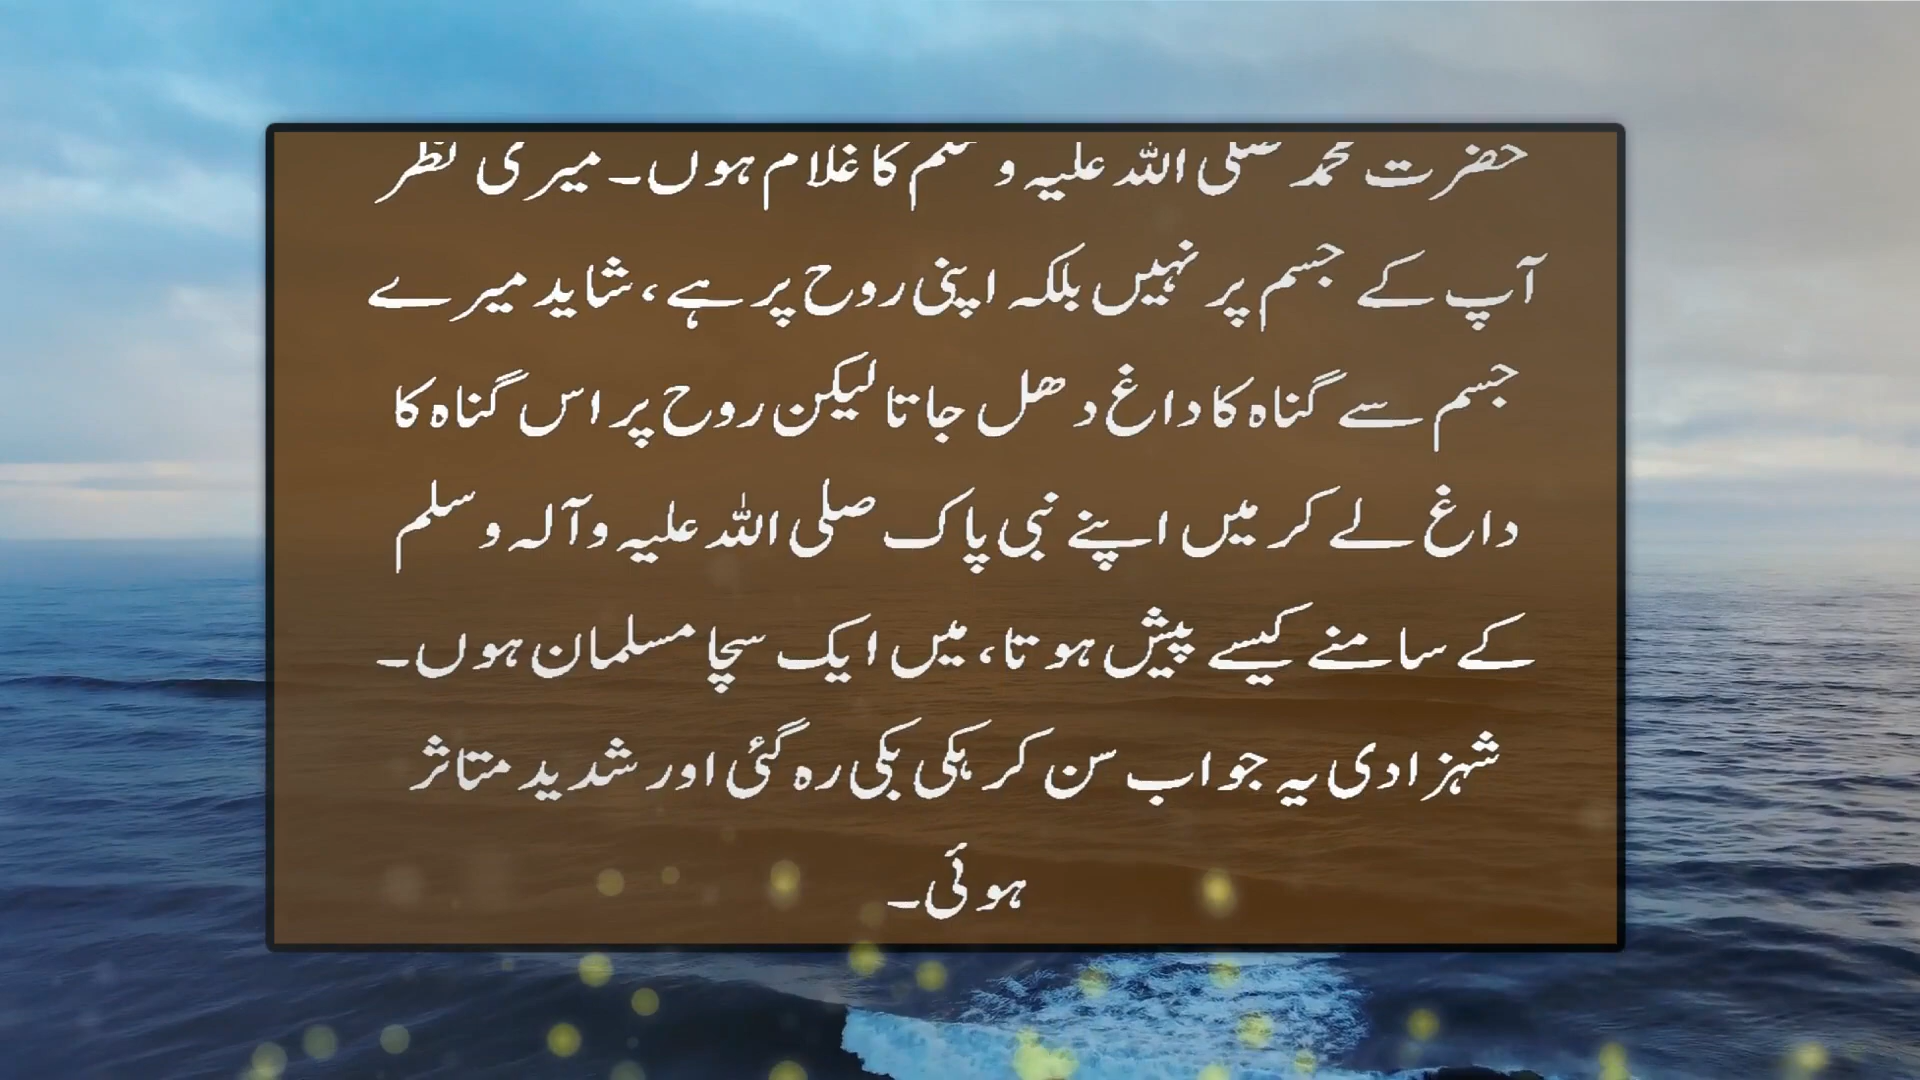 حضرت محمد صلی اللہ علیہ و سلم کا غلام ہوں۔ میری نظر
آپ کے جسم پر نہیں بلکہ اپنی روح پر ہے، شاید میرے
جسم سے گناہ کا داغ دھل جاتا لیکن روح پر اس گناہ کا
داغ لے کر میں اپنے نبی پاک صلی اللہ علیہ وآلہ وسلم
کے سامنے کیسے پیش ہوتا، میں ایک سچا مسلمان ہوں۔
شہزادی یہ جواب سن کر ہکی بکی رہ گئی اور شدید متاثر
ہوئی۔